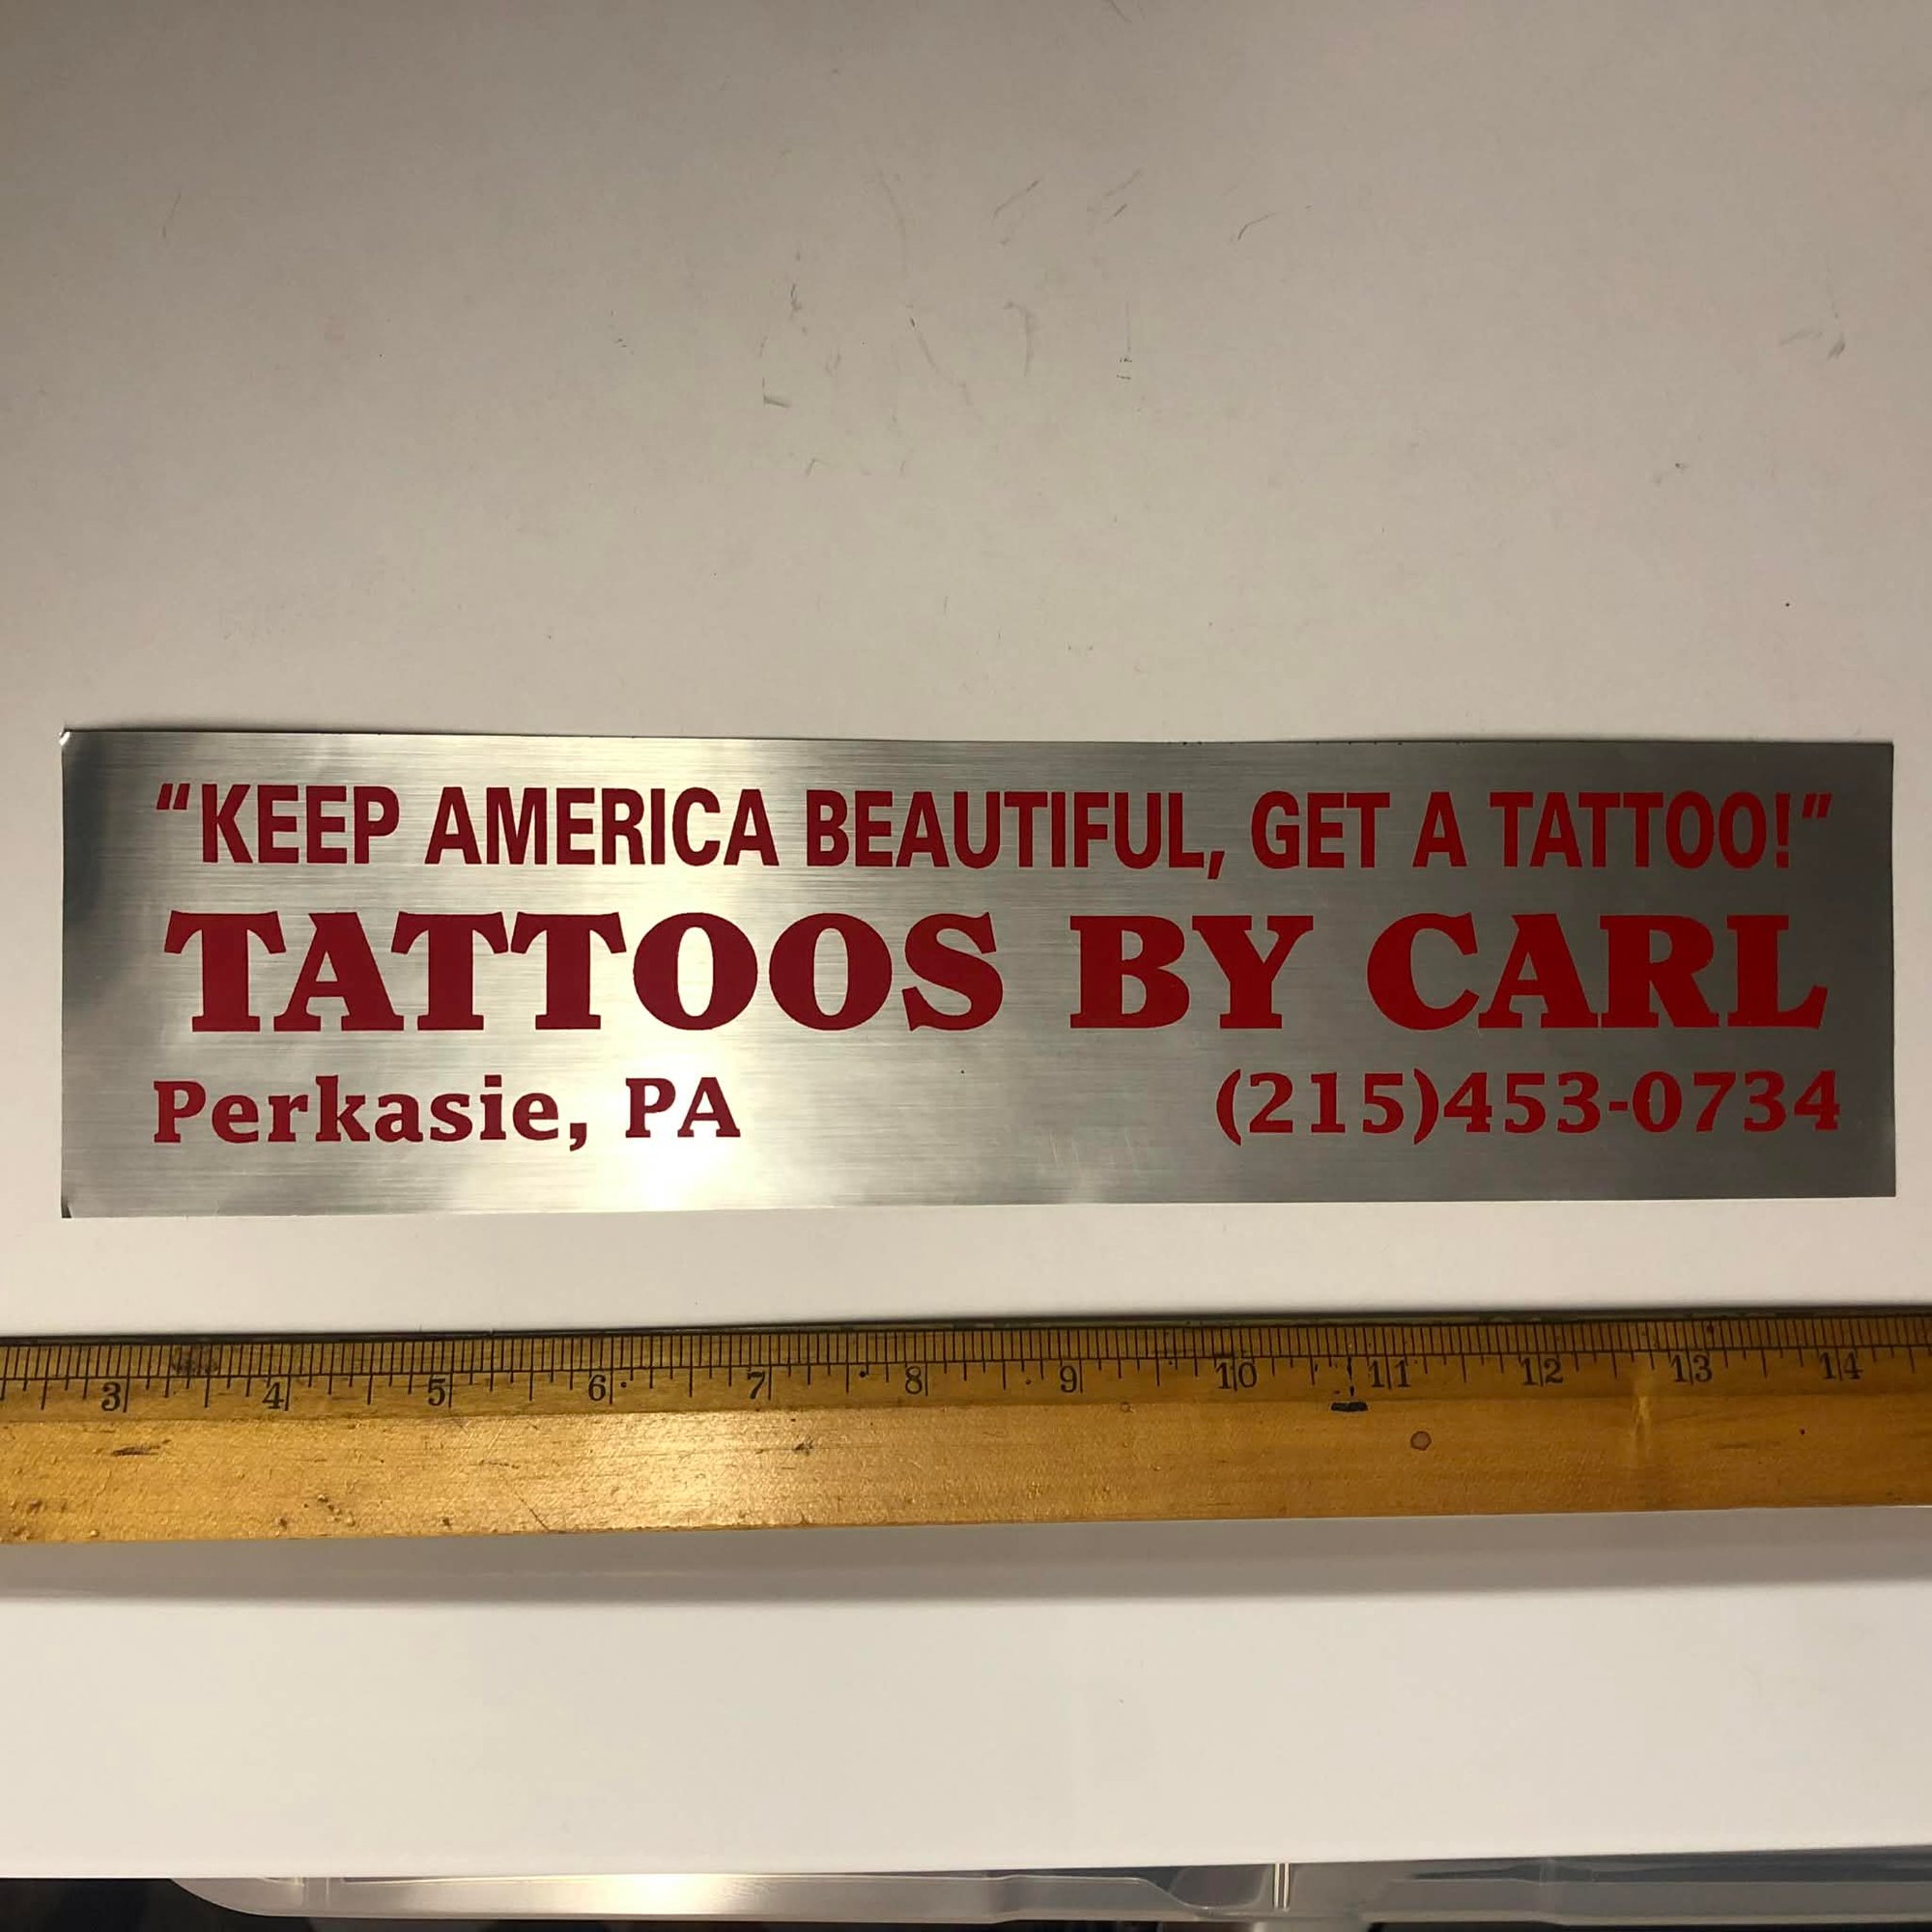 “KEEP AMERICA BEAUTIFUL, GET A TATTOO!”
TATTOOS BY CARL
Perkasie, PA (215)453-0734
3 4 5 6 7 8 9 10 11 12 13 14